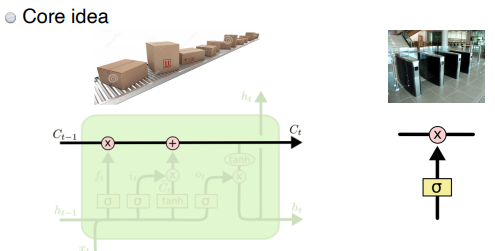 Core idea
h_t
C_{t-1}
C_t
x
+
x
tanh
f_t
i_t
o_t
x
x
σ
σ
tanh
σ
σ
h_{t-1}
h_t
x_t